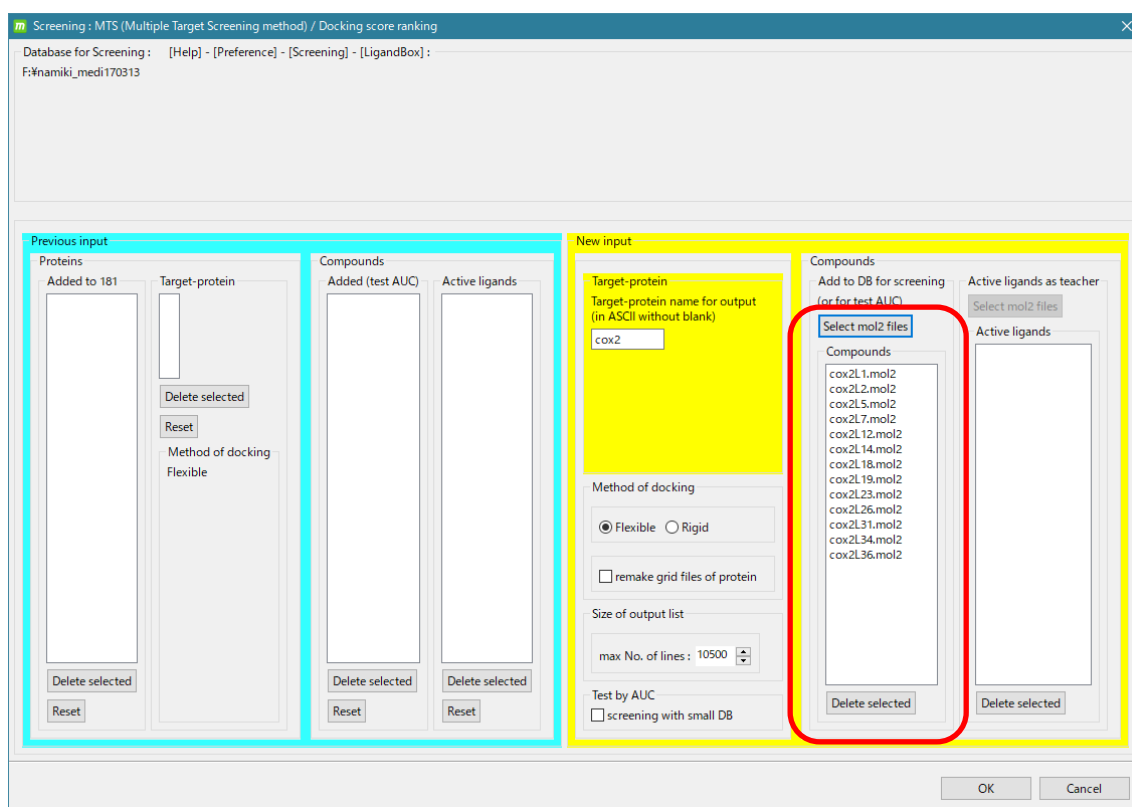 m Screening : MTS (Multiple Target Screening method) / Docking score ranking
Database for Screening : [Help] - [Preference] - [Screening] - [LigandBox] :
F:¥namiki_medi170313
Previous input
Proteins
Added to 181
Delete selected
Reset
Target-protein
Delete selected
Reset
Method of docking
Flexible
Compounds
Added (test AUC)
Delete selected
Reset
Active ligands
Delete selected
Reset
New input
Target-protein
Target-protein name for output
(in ASCII without blank)
cox2
Method of docking
Flexible Rigid
remake grid files of protein
Size of output list
max No. of lines : 10500
Test by AUC
screening with small DB
Compounds
Add to DB for screening
(or for test AUC)
Select mol2 files
Compounds
cox2L1.mol2
cox2L2.mol2
cox2L5.mol2
cox2L7.mol2
cox2L12.mol2
cox2L14.mol2
cox2L18.mol2
cox2L19.mol2
cox2L23.mol2
cox2L26.mol2
cox2L31.mol2
cox2L34.mol2
cox2L36.mol2
Delete selected
Active ligands as teacher
Select mol2 files
Active ligands
Delete selected
OK
Cancel